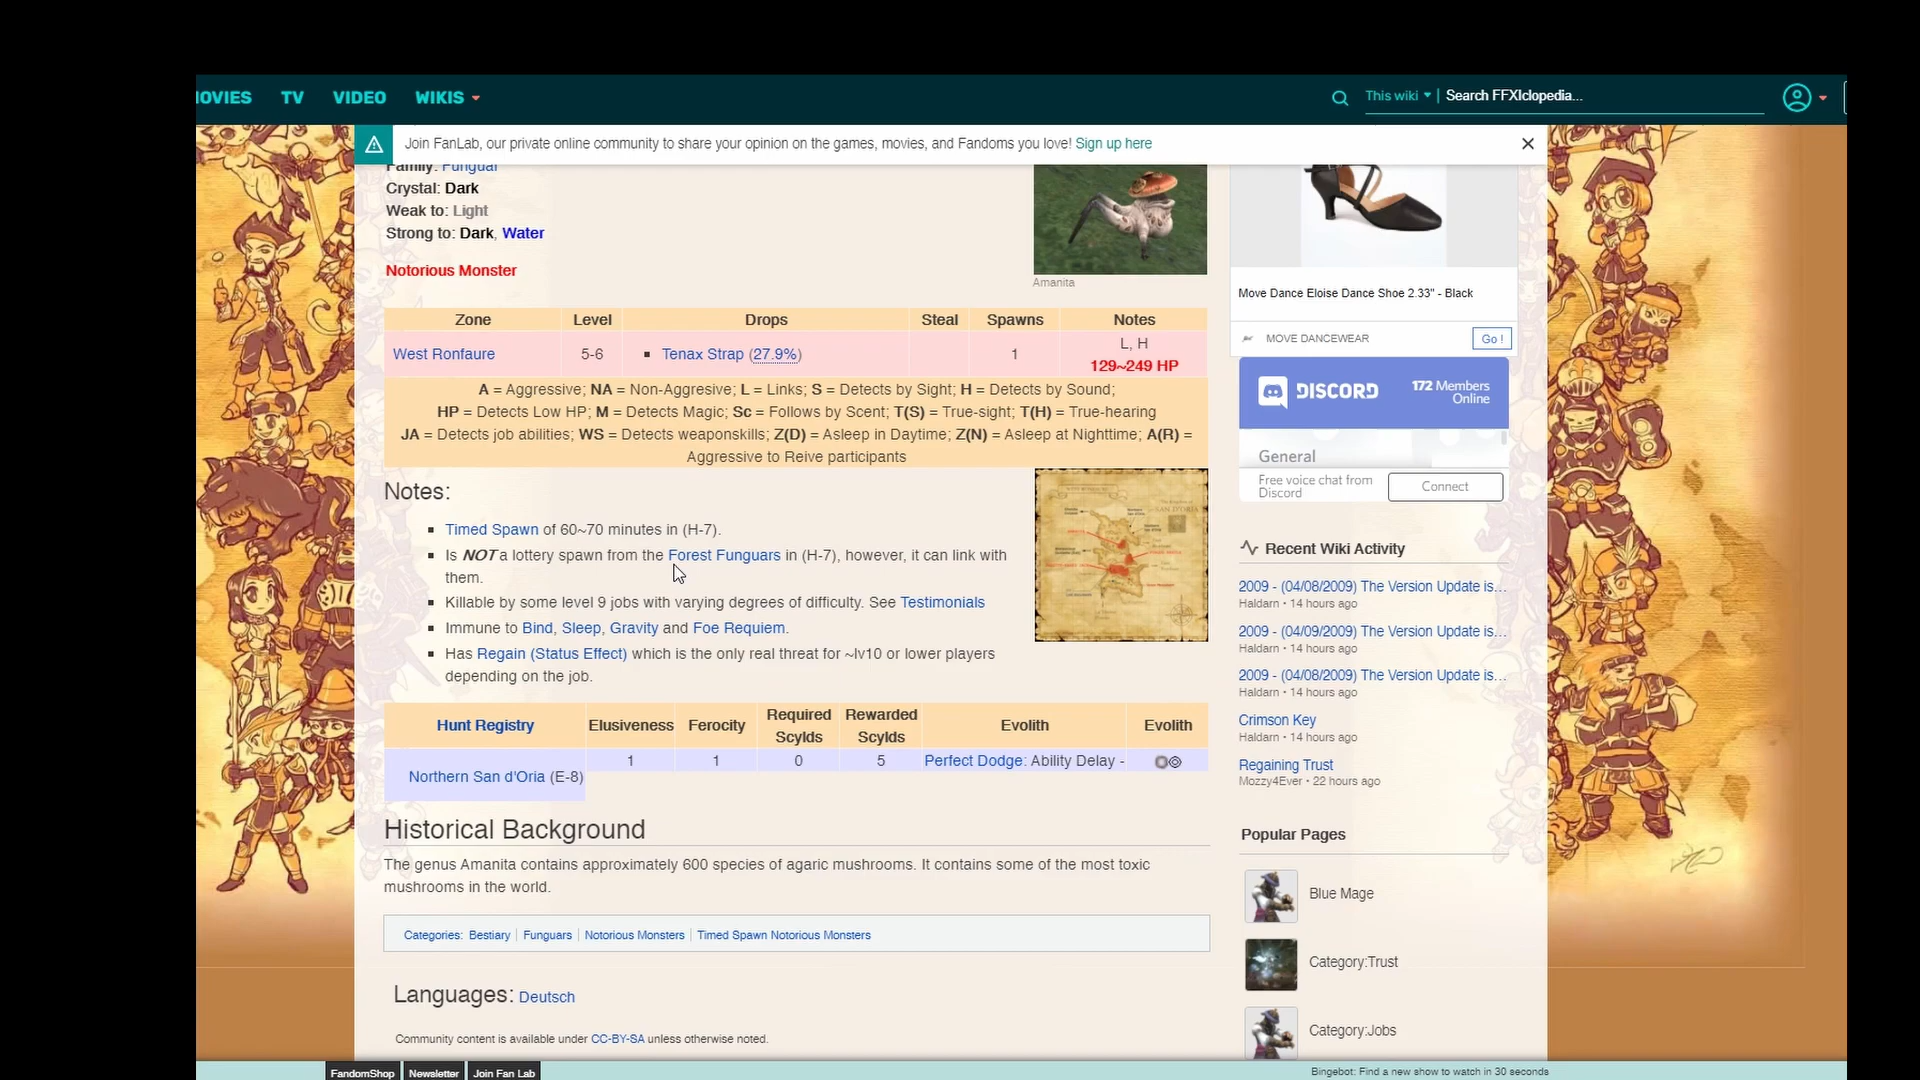 MOVIES TV VIDEO WIKIS
This wiki
Search FFXIclopedia...
Join FanLab, our private online community to share your opinion on the games, movies, and Fandoms you love! Sign up here
Family: Funguar
Crystal: Dark
Weak to: Light
Strong to: Dark, Water
Notorious Monster
Amanita
Zone Level Drops Steal Spawns Notes
West Ronfaure 5-6 Tenax Strap (27.9%) 1 L, H
129~249 HP
A = Aggressive; NA = Non-Aggresive; L = Links; S = Detects by Sight; H = Detects by Sound;
HP = Detects Low HP; M = Detects Magic; Sc = Follows by Scent; T(S) = True-sight; T(H) = True-hearing
JA = Detects job abilities; WS = Detects weaponskills; Z(D) = Asleep in Daytime; Z(N) = Asleep at Nighttime; A(R) =
Aggressive to Reive participants
Notes:
Timed Spawn of 60~70 minutes in (H-7).
Is NOT a lottery spawn from the Forest Funguars in (H-7), however, it can link with
them.
Killable by some level 9 jobs with varying degrees of difficulty. See Testimonials
Immune to Bind, Sleep, Gravity and Foe Requiem.
Has Regain (Status Effect) which is the only real threat for ~lv10 or lower players
depending on the job.
Hunt Registry Elusiveness Ferocity Required Scylds Rewarded Scylds Evolith Evolith
Northern San d'Oria (E-8) 1 1 0 5 Perfect Dodge: Ability Delay -
Historical Background
The genus Amanita contains approximately 600 species of agaric mushrooms. It contains some of the most toxic
mushrooms in the world.
Categories: Bestiary Funguars Notorious Monsters Timed Spawn Notorious Monsters
Languages: Deutsch
Community content is available under CC-BY-SA unless otherwise noted.
Move Dance Eloise Dance Shoe 2.33" - Black
MOVE DANCEWEAR
Go !
DISCORD
172 Members
Online
General
Free voice chat from
Discord
Connect
Recent Wiki Activity
2009 - (04/08/2009) The Version Update is...
Haldarn • 14 hours ago
2009 - (04/09/2009) The Version Update is...
Haldarn • 14 hours ago
2009 - (04/08/2009) The Version Update is...
Haldarn • 14 hours ago
Crimson Key
Haldarn • 14 hours ago
Regaining Trust
Mozzy4Ever • 22 hours ago
Popular Pages
Blue Mage
Category:Trust
Category:Jobs
FandomShop Newsletter Join Fan Lab
Bingebot: Find a new show to watch in 30 seconds